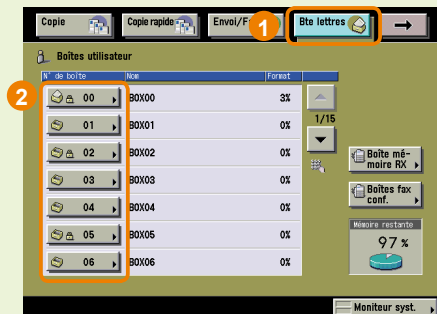 Copie
Copie rapide
Envoi/F
1
Bte lettres
Boîtes utilisateur
N° de boîte Nom Format
2
00 BOX00 3%
01 BOX01 0%
1/15
02 BOX02 0%
Boîte mé-
moire RX
03 BOX03 0%
Boîtes fax
conf.
04 BOX04 0%
Mémoire restante
05 BOX05 0%
97 %
06 BOX06 0%
Moniteur syst.